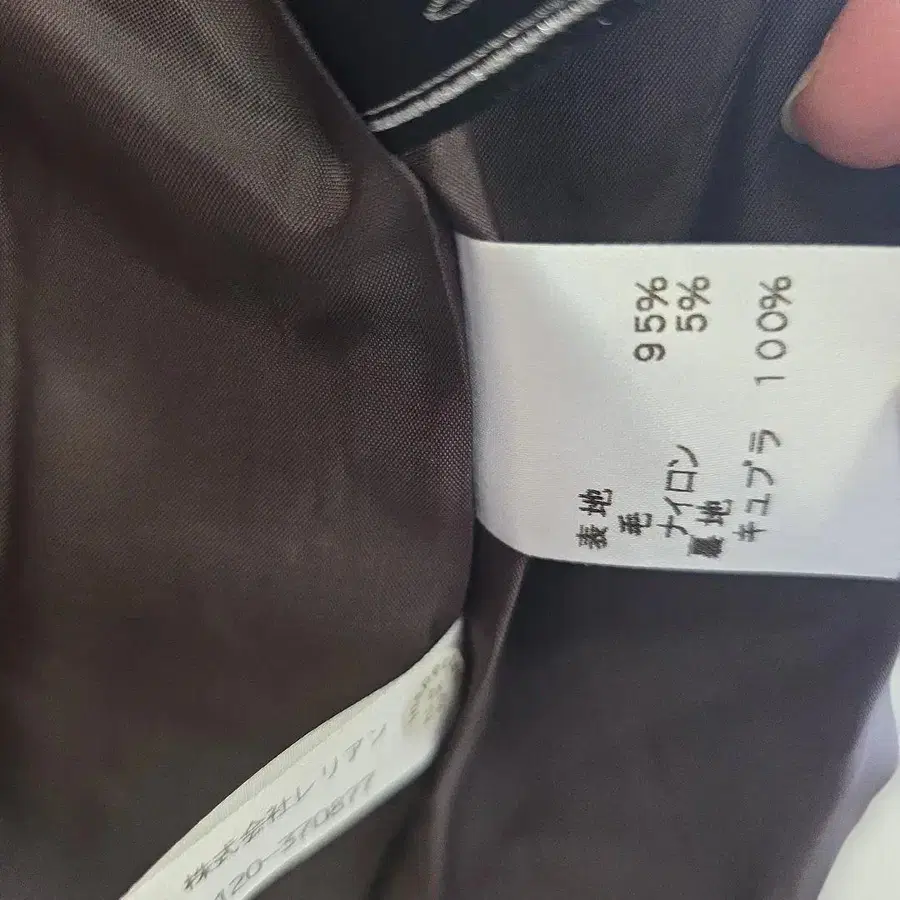 表地
毛 95%
ナイロン 5%
裏地
キュプラ 100%
株式会社レリアン
120-370877